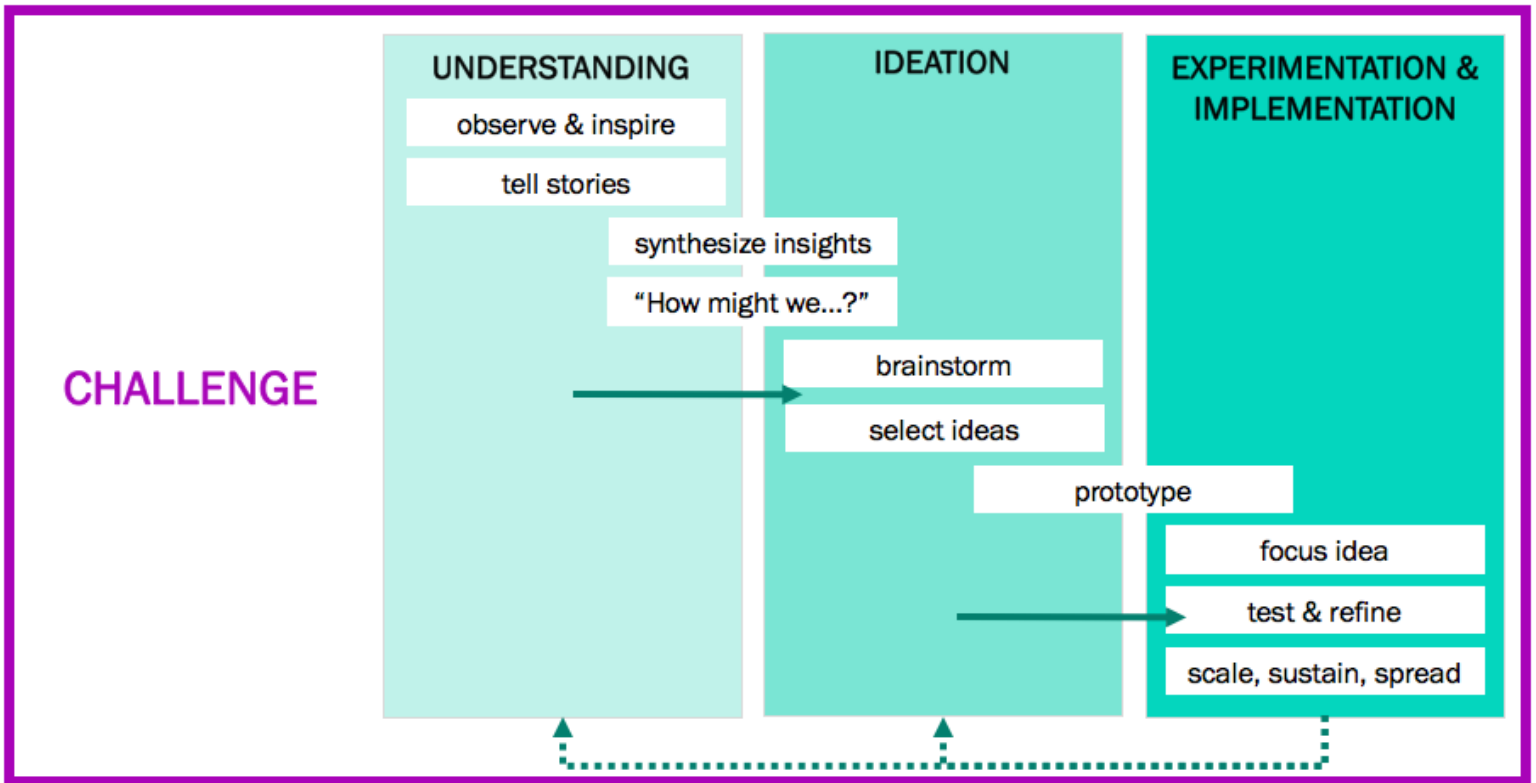 UNDERSTANDING
observe & inspire
tell stories
synthesize insights
“How might we...?”
IDEATION
brainstorm
select ideas
prototype
EXPERIMENTATION &
IMPLEMENTATION
focus idea
test & refine
scale, sustain, spread
CHALLENGE